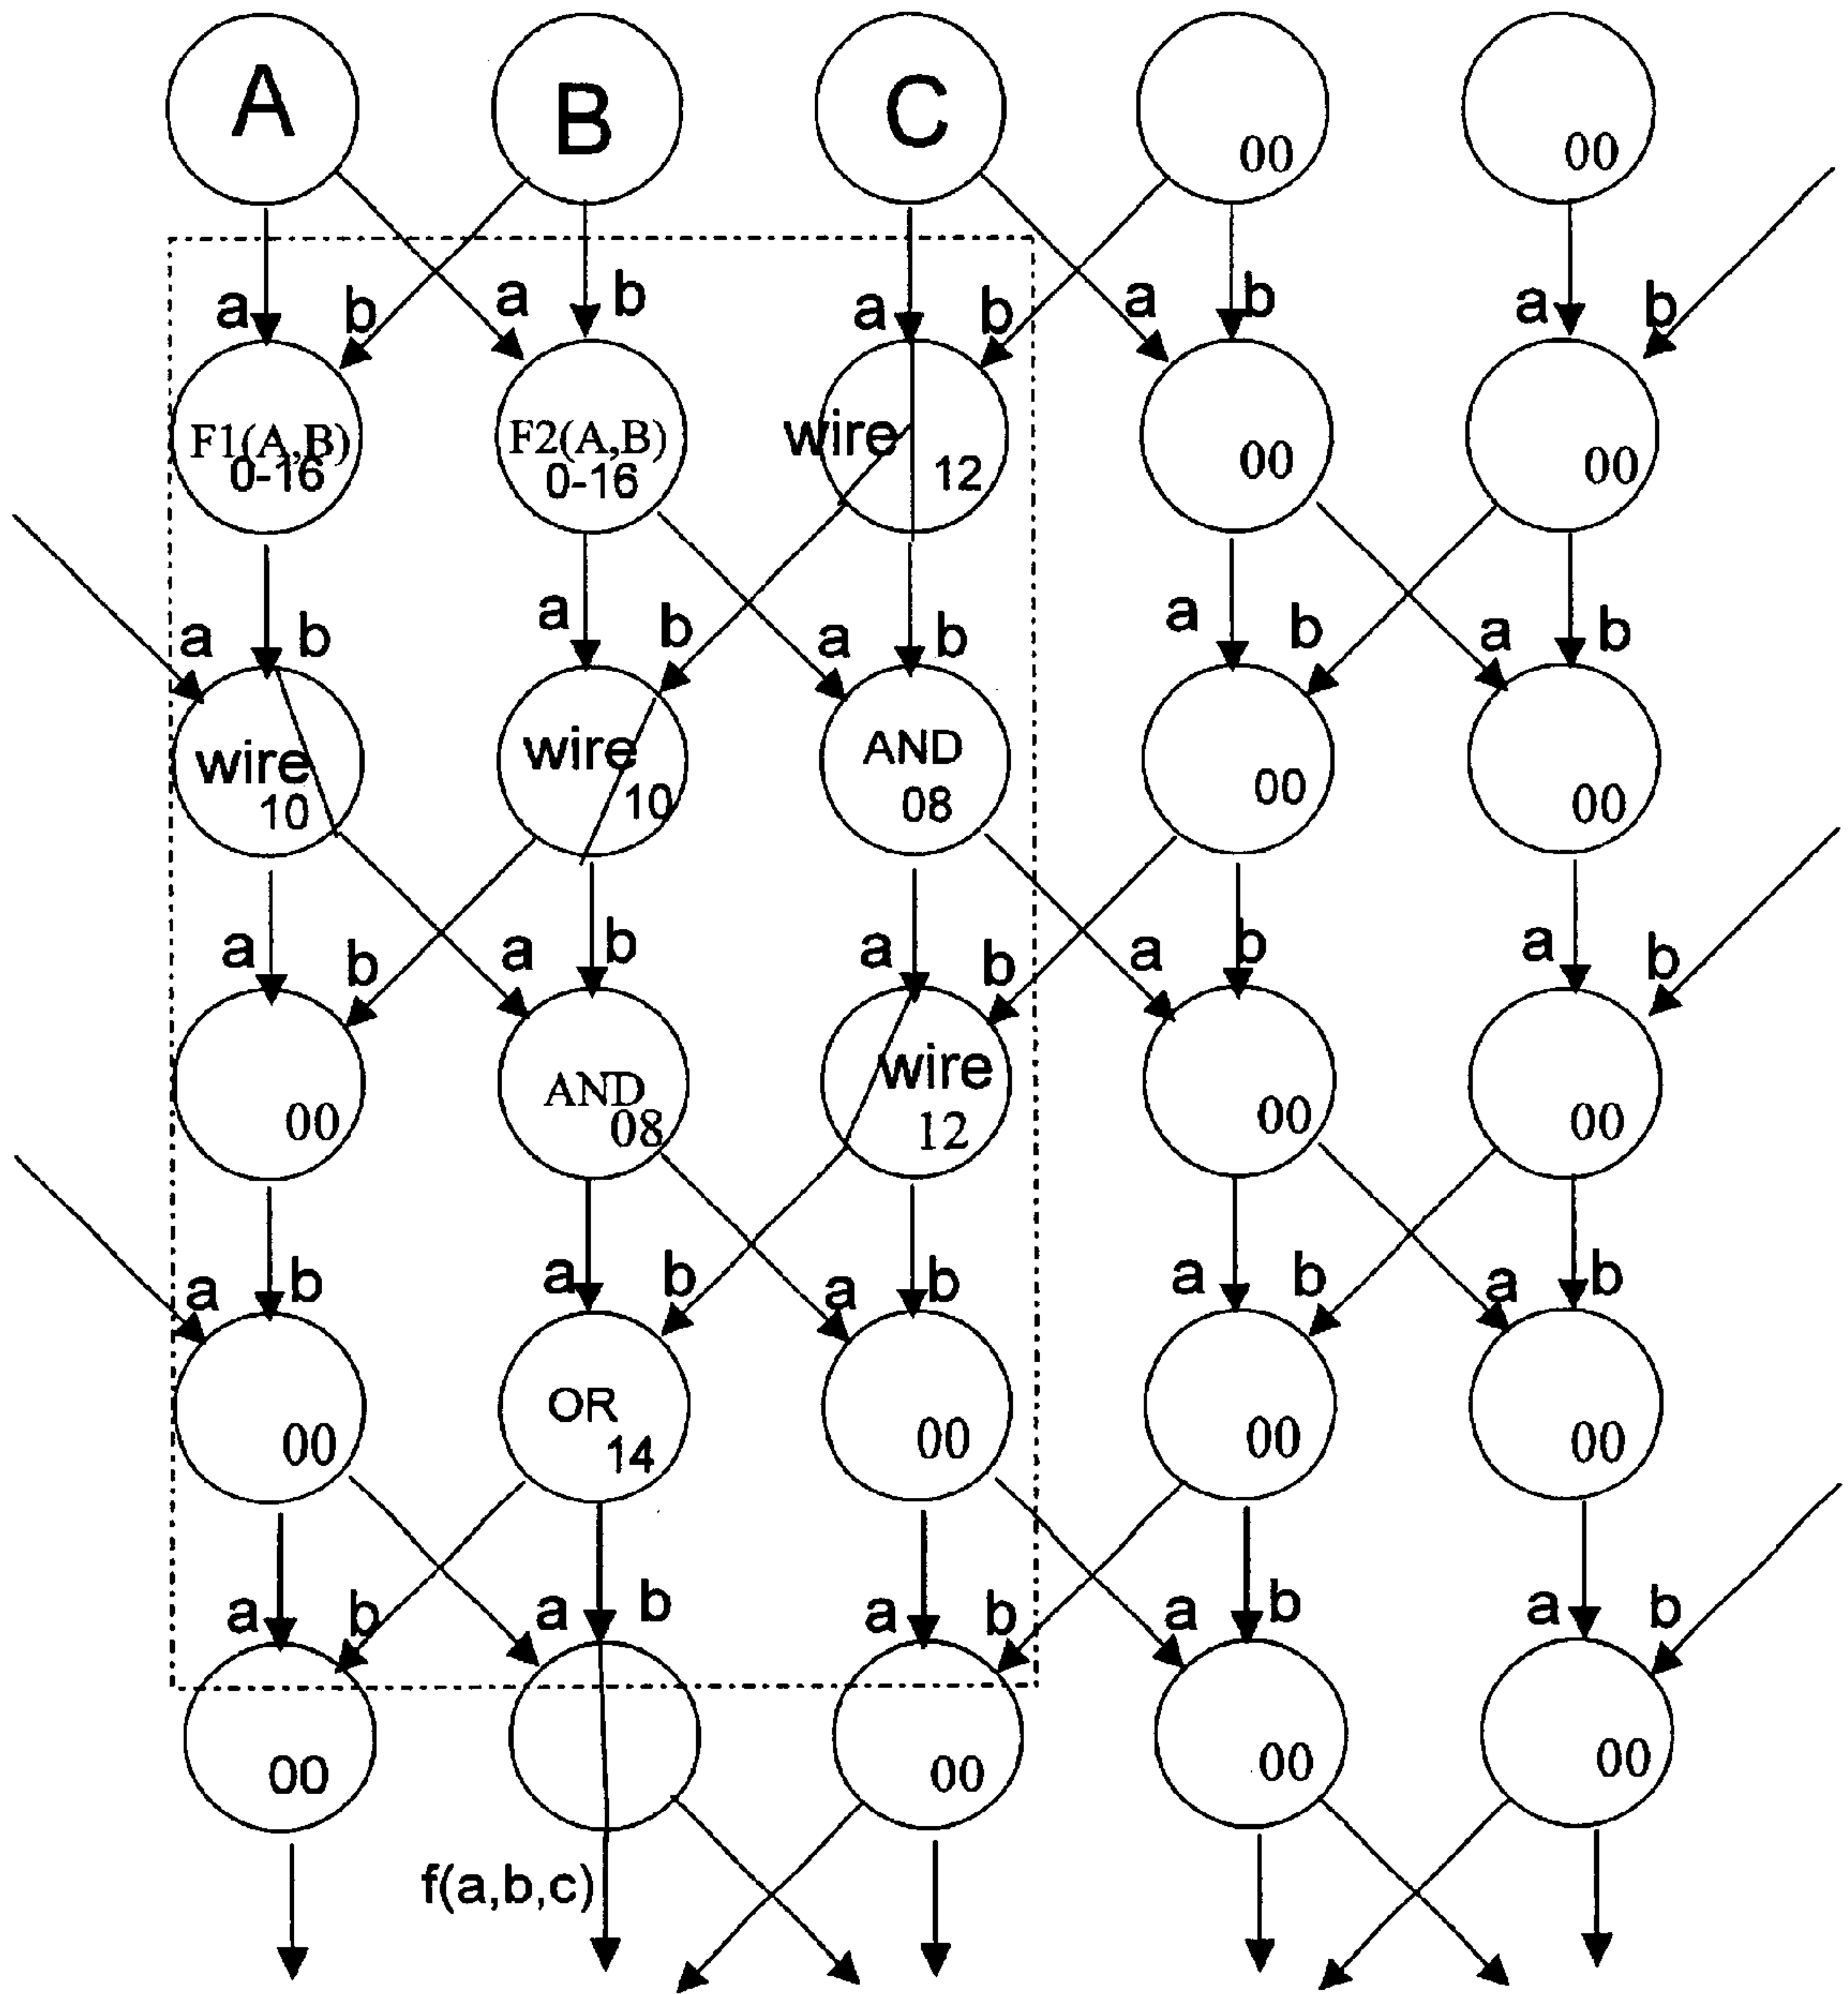 A B C 00 00
a b a b a b a b a b
F1(A,B) F2(A,B) wire 00 00
0-16 0-16 12
a b a b a b a b a b
wire wire AND 00 00
10 10 08
a b a b a b a b a b
00 AND wire 00 00
08 12
a b a b a b a b a b
00 OR 00 00 00
14
a b a b a b a b a b
00 00 00 00
f(a,b,c)